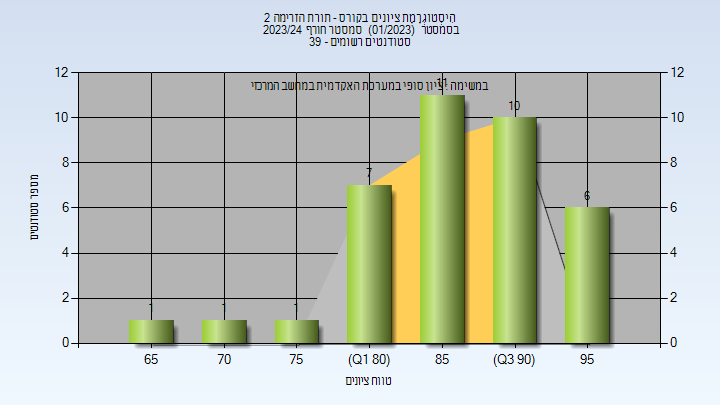 היסטוגרמת ציונים בקורס - תורת הזרימה 2
בסמסטר (01/2023) סמסטר חורף 2023/24
סטודנטים רשומים - 39
במשימה: ציון סופי במערכת האקדמית במחשב המרכזי
12 12
10 10
8 8
6 6
4 4
2 2
0 0
1 1 1 7 11 10 6
65 70 75 (Q1 80) 85 (Q3 90) 95
מספר סטודנטים
טווח ציונים